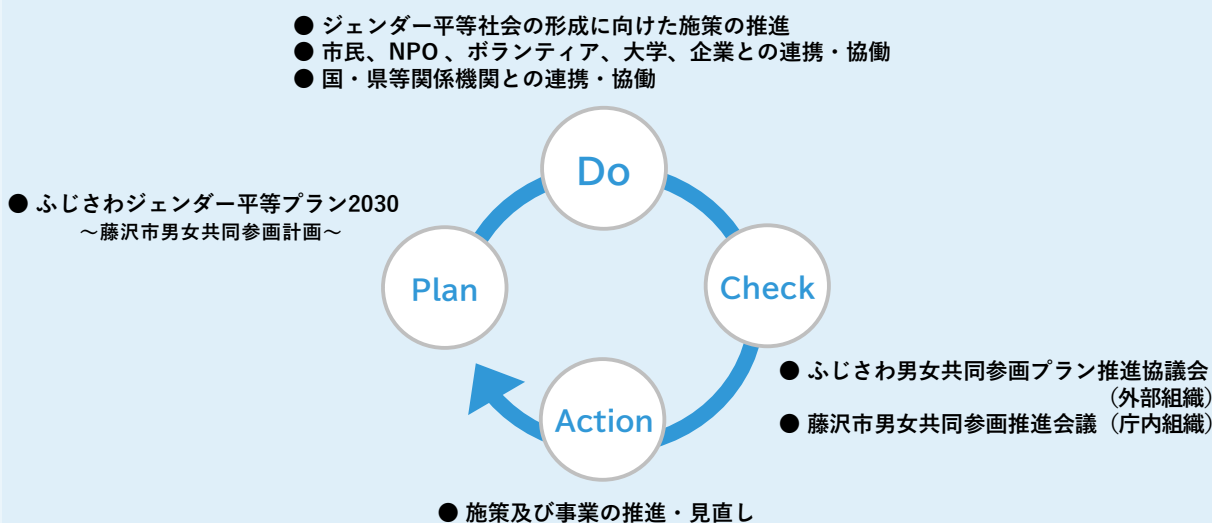 ● ジェンダー平等社会の形成に向けた施策の推進
● 市民、NPO 、ボランティア、大学、企業との連携・協働
● 国・県等関係機関との連携・協働
Do
● ふじさわジェンダー平等プラン2030
～藤沢市男女共同参画計画～
Plan
Check
● ふじさわ男女共同参画プラン推進協議会
（外部組織）
● 藤沢市男女共同参画推進会議（庁内組織）
Action
● 施策及び事業の推進・見直し